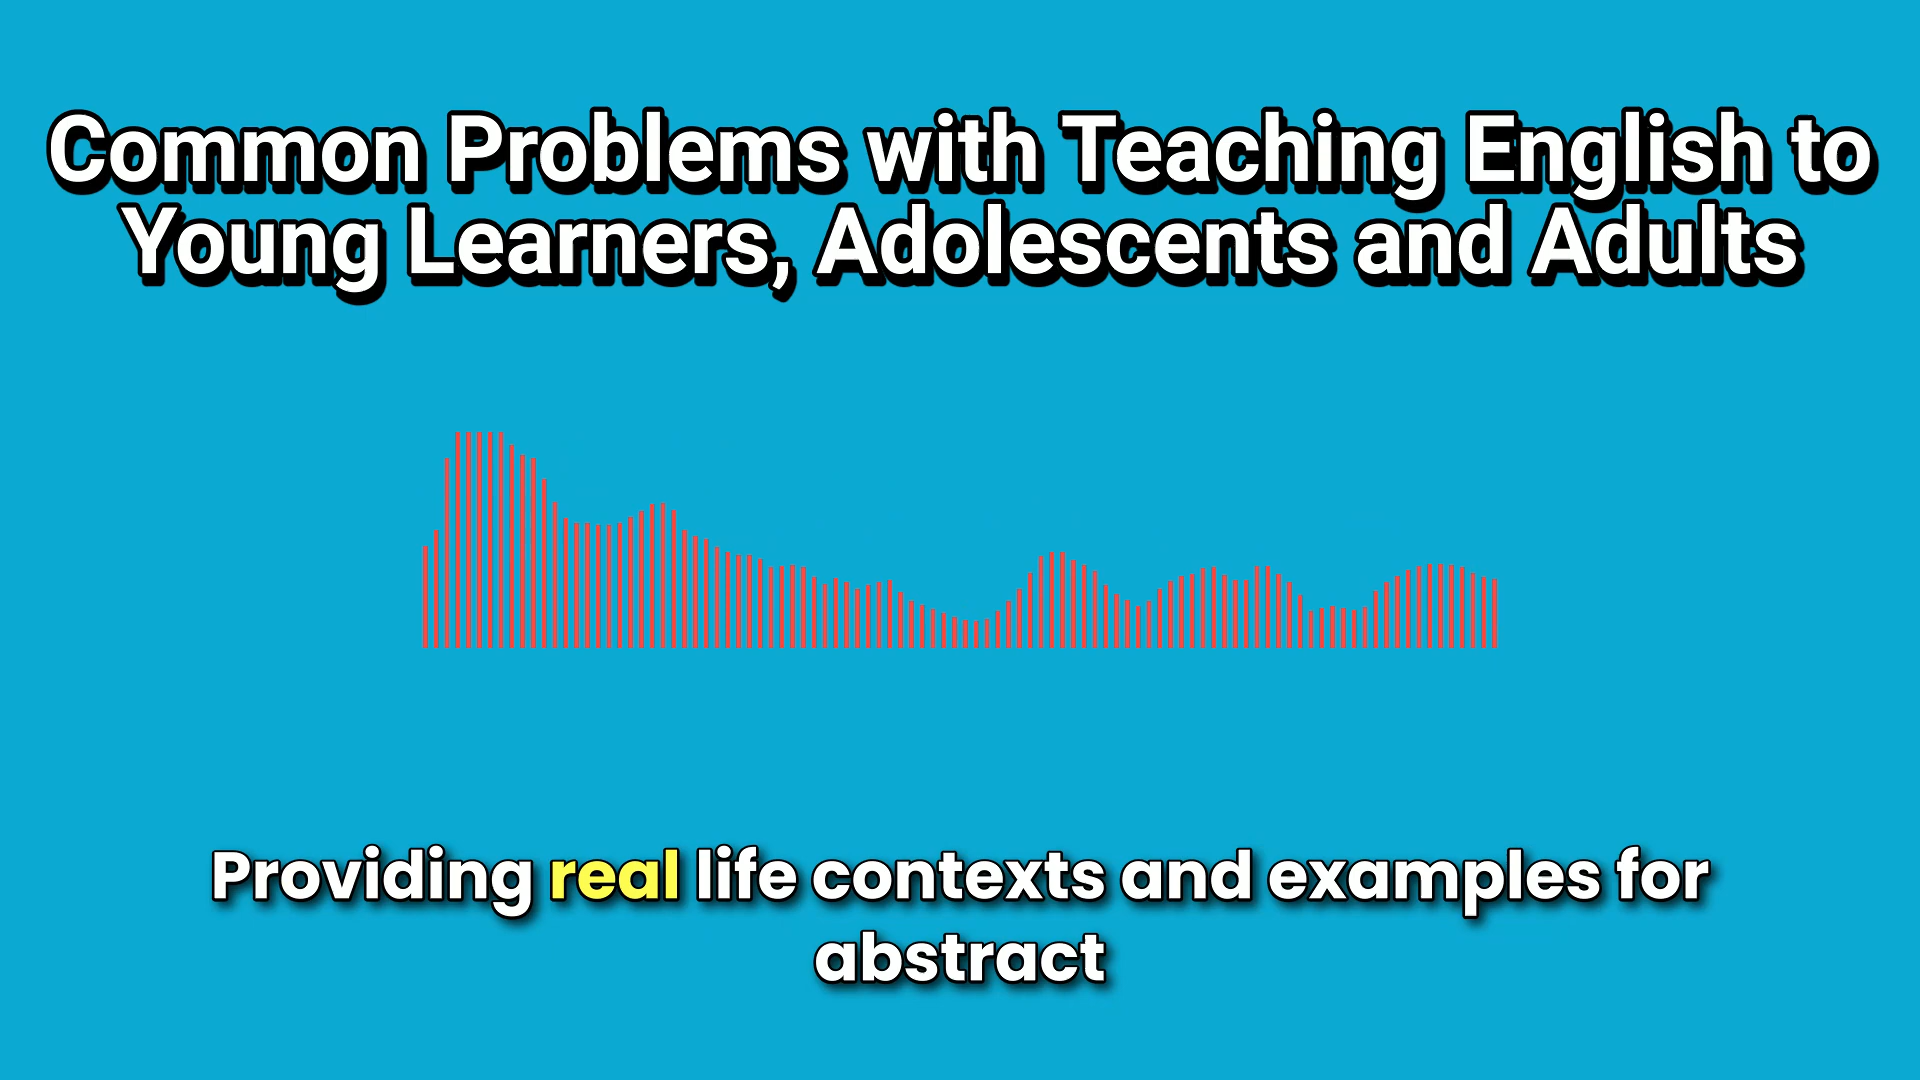 Common Problems with Teaching English to
Young Learners, Adolescents and Adults
Providing real life contexts and examples for
abstract